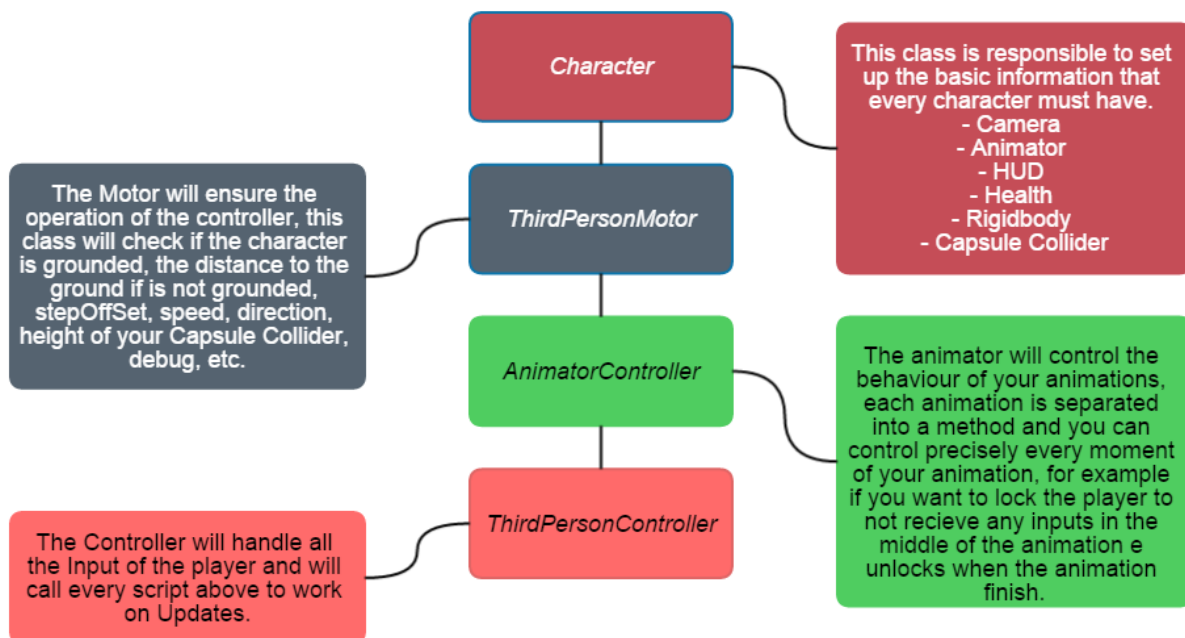 Character
This class is responsible to set
up the basic information that
every character must have.
- Camera
- Animator
- HUD
- Health
- Rigidbody
- Capsule Collider
The Motor will ensure the
operation of the controller, this
class will check if the character
is grounded, the distance to the
ground if is not grounded,
stepOffSet, speed, direction,
height of your Capsule Collider,
debug, etc.
ThirdPersonMotor
AnimatorController
The animator will control the
behaviour of your animations,
each animation is separated
into a method and you can
control precisely every moment
of your animation, for example
if you want to lock the player to
not recieve any inputs in the
middle of the animation e
unlocks when the animation
finish.
ThirdPersonController
The Controller will handle all
the Input of the player and will
call every script above to work
on Updates.